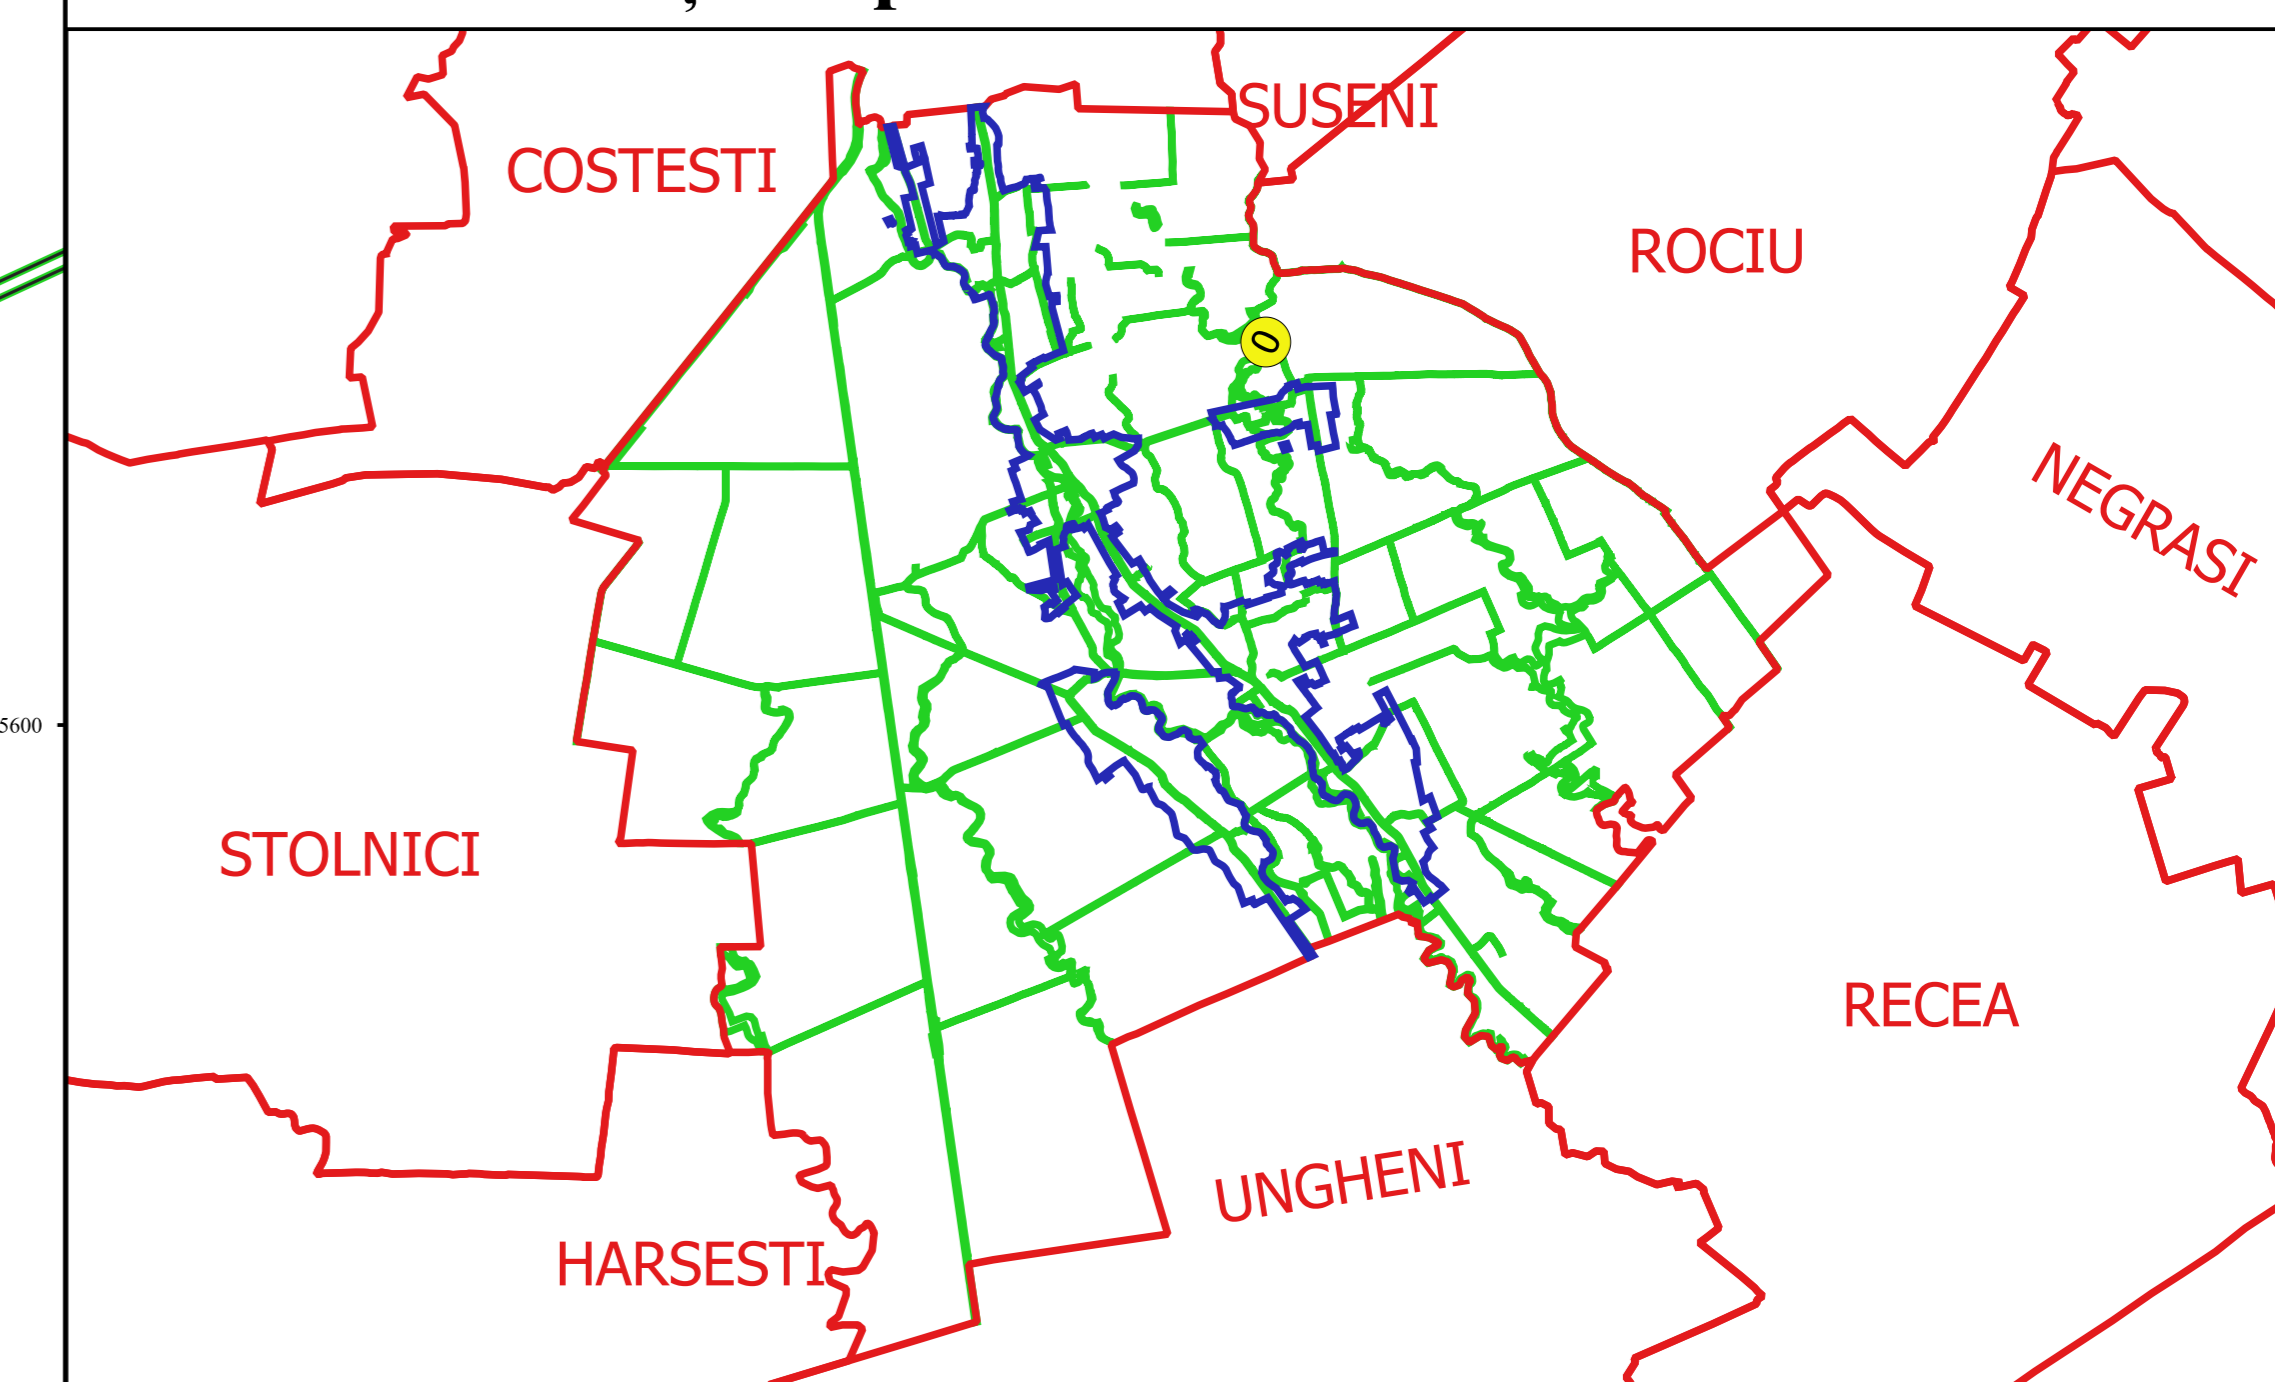 SUSENI
COSTESTI
ROCIU
0
NEGRASI
5600
STOLNICI
RECEA
UNGHENI
HARSESTI